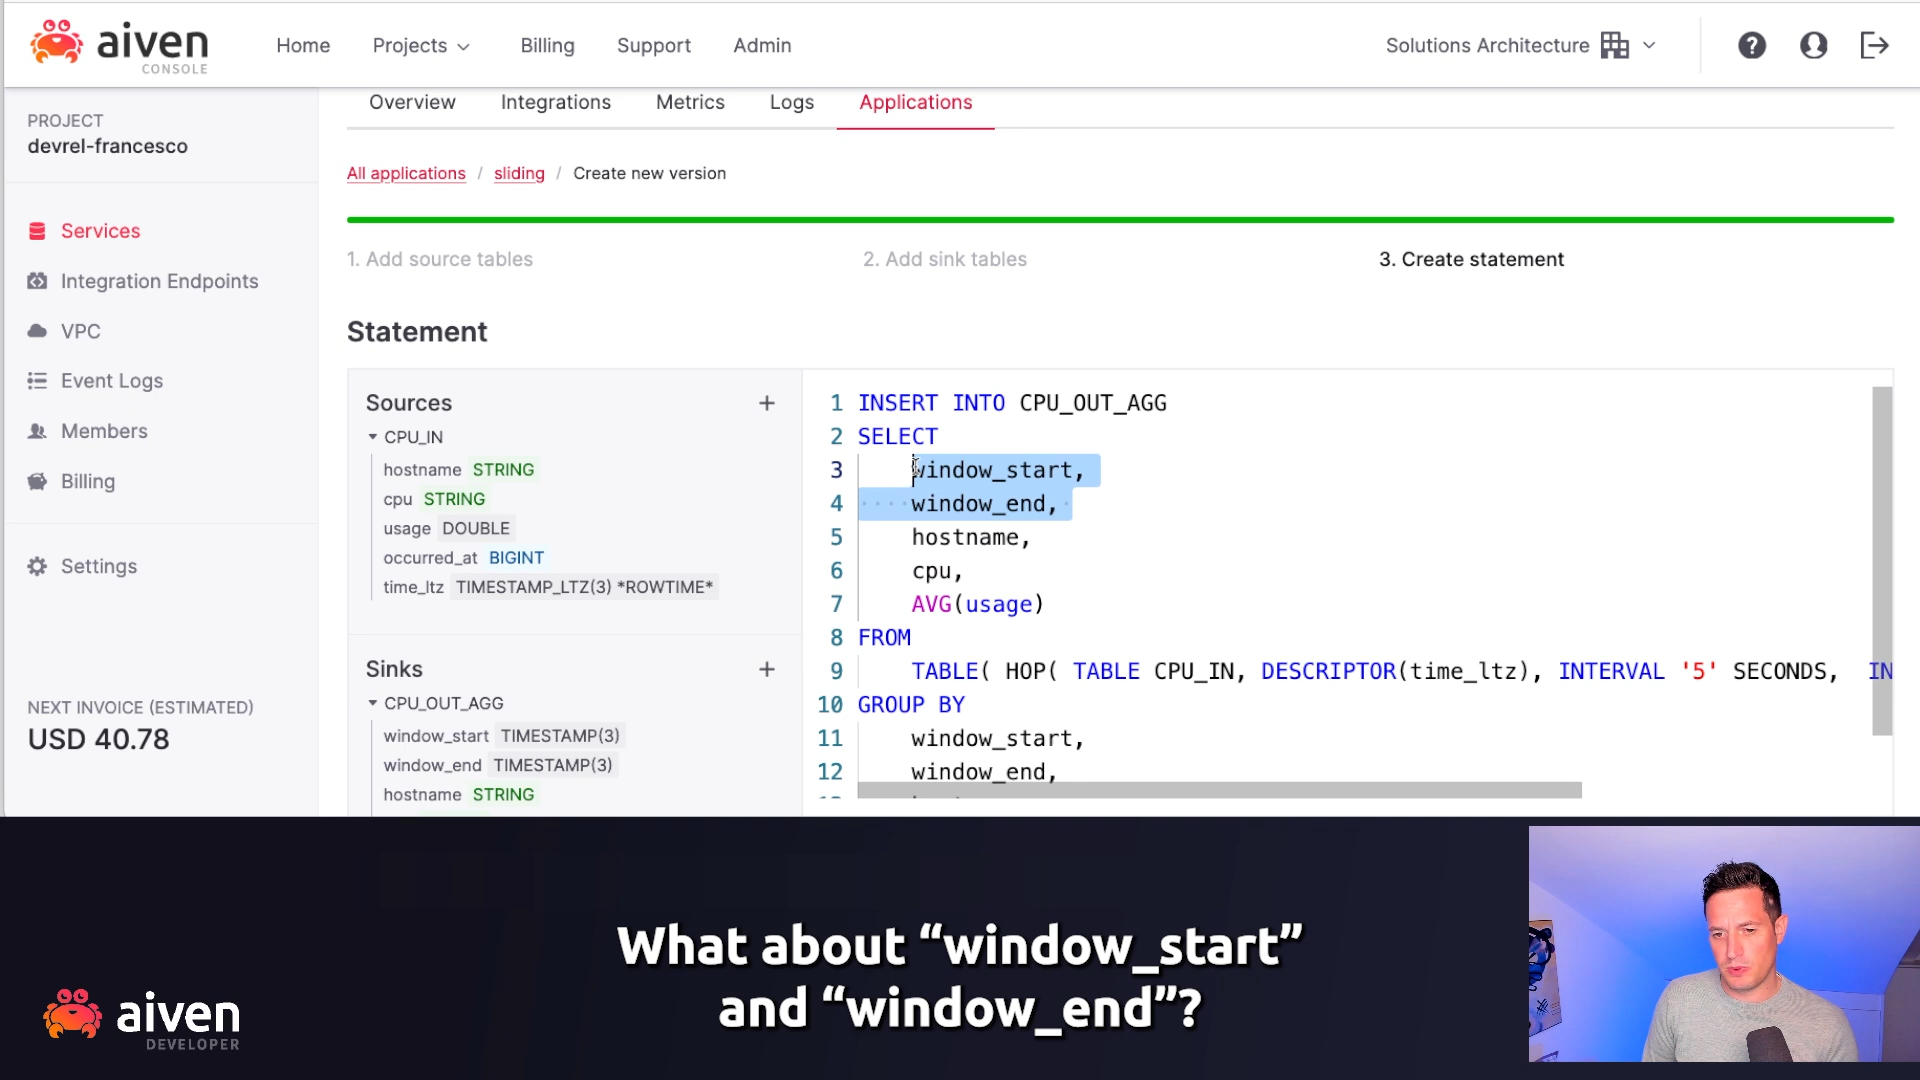 aiven
CONSOLE
Home
Projects
Billing
Support
Admin
Solutions Architecture
?
PROJECT
devrel-francesco
Services
Integration Endpoints
VPC
Event Logs
Members
Billing
Settings
NEXT INVOICE (ESTIMATED)
USD 40.78
Overview
Integrations
Metrics
Logs
Applications
All applications / sliding / Create new version
1. Add source tables
2. Add sink tables
3. Create statement
Statement
Sources +
CPU_IN
hostname STRING
cpu STRING
usage DOUBLE
occurred_at BIGINT
time_ltz TIMESTAMP_LTZ(3) *ROWTIME*
Sinks +
CPU_OUT_AGG
window_start TIMESTAMP(3)
window_end TIMESTAMP(3)
hostname STRING
1 INSERT INTO CPU_OUT_AGG
2 SELECT
3 window_start,
4 window_end,
5 hostname,
6 cpu,
7 AVG(usage)
8 FROM
9 TABLE( HOP( TABLE CPU_IN, DESCRIPTOR(time_ltz), INTERVAL '5' SECONDS, IN
10 GROUP BY
11 window_start,
12 window_end,
What about “window_start”
and “window_end”?
aiven
DEVELOPER